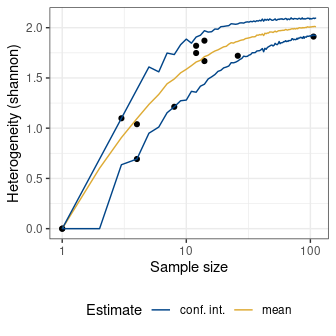 2.0
1.5
1.0
0.5
0.0
Heterogeneity (shannon)
1 10 100
Sample size
Estimate conf. int. mean